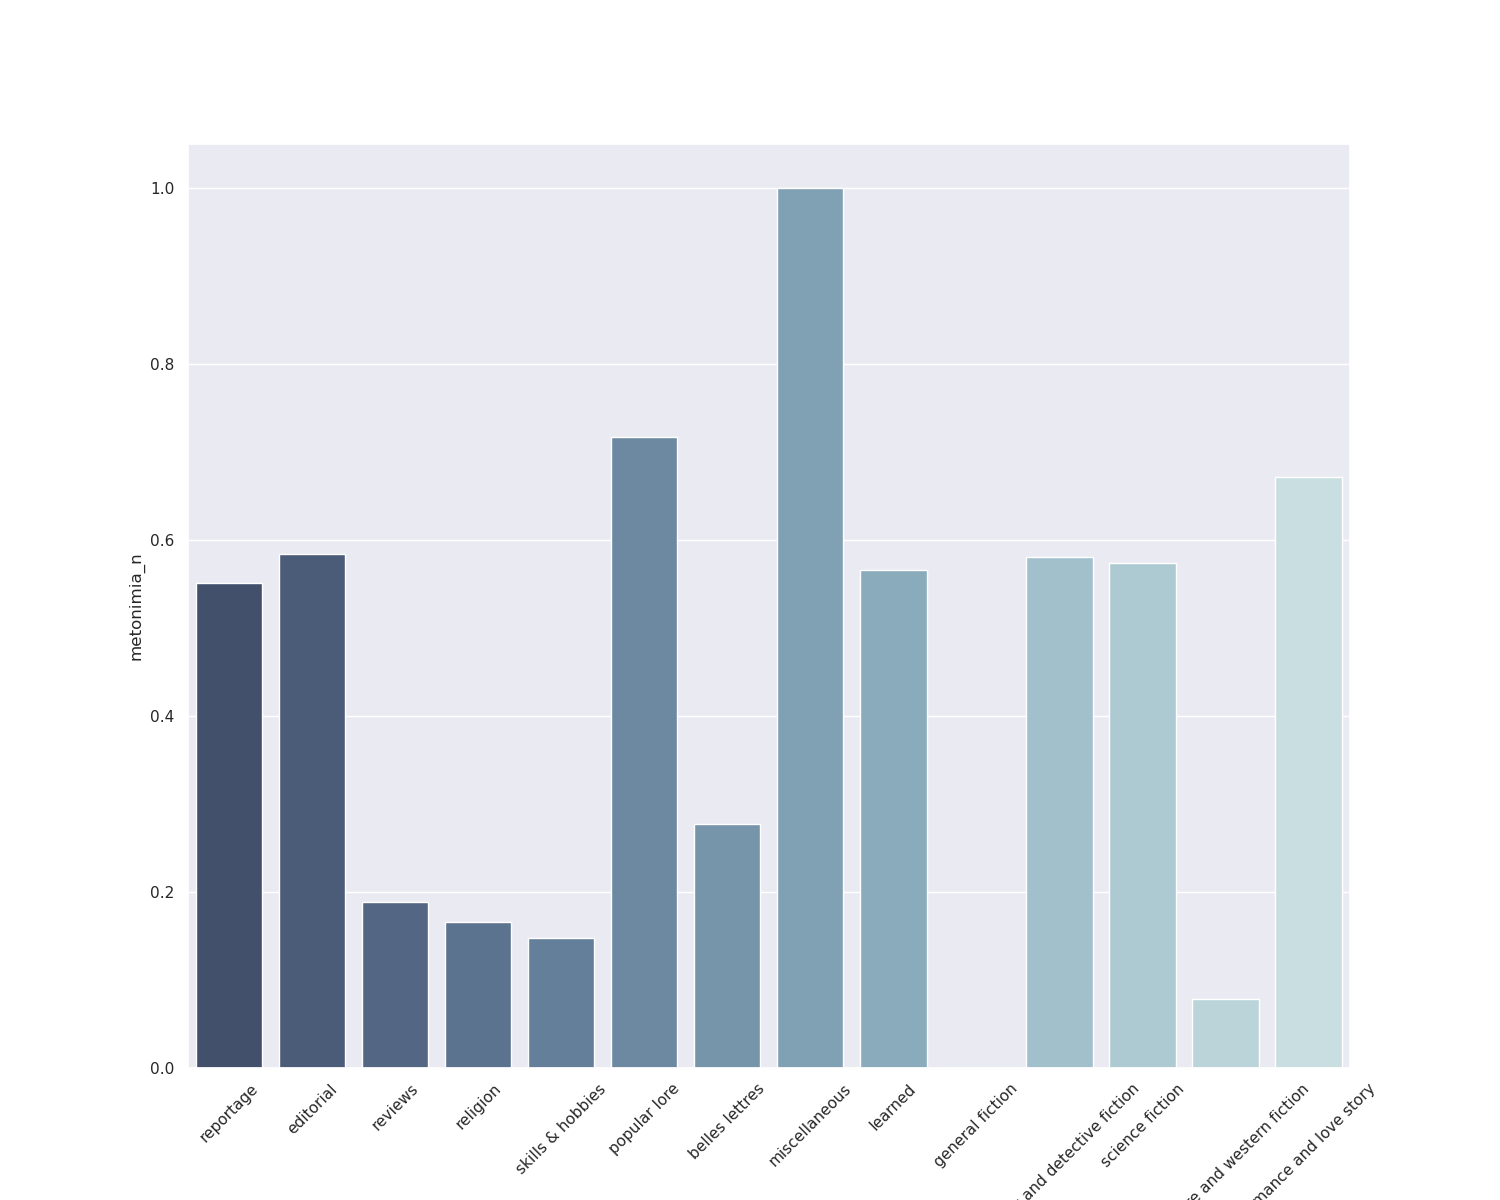 1.0
0.8
0.6
0.4
0.2
0.0
metonimia_n
reportage
editorial
reviews
religion
skills & hobbies
popular lore
belles lettres
miscellaneous
learned
general fiction
and detective fiction
science fiction
and western fiction
and love story